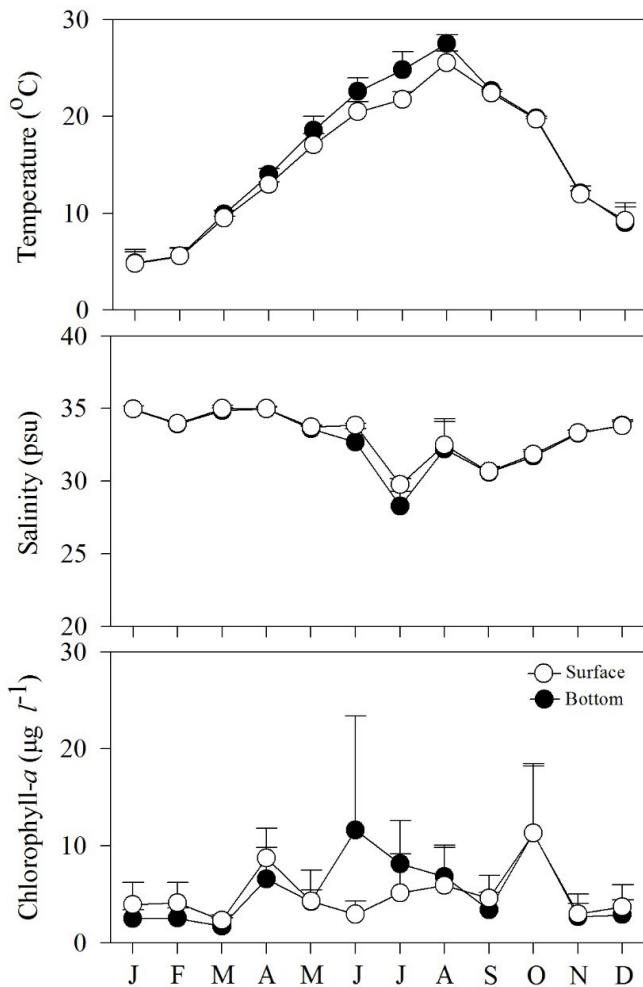 30
20
10
0
Temperature (°C)
40
35
30
25
20
Salinity (psu)
30
20
10
0
Chlorophyll-a (µg l⁻¹)
Surface
Bottom
J F M A M J J A S O N D